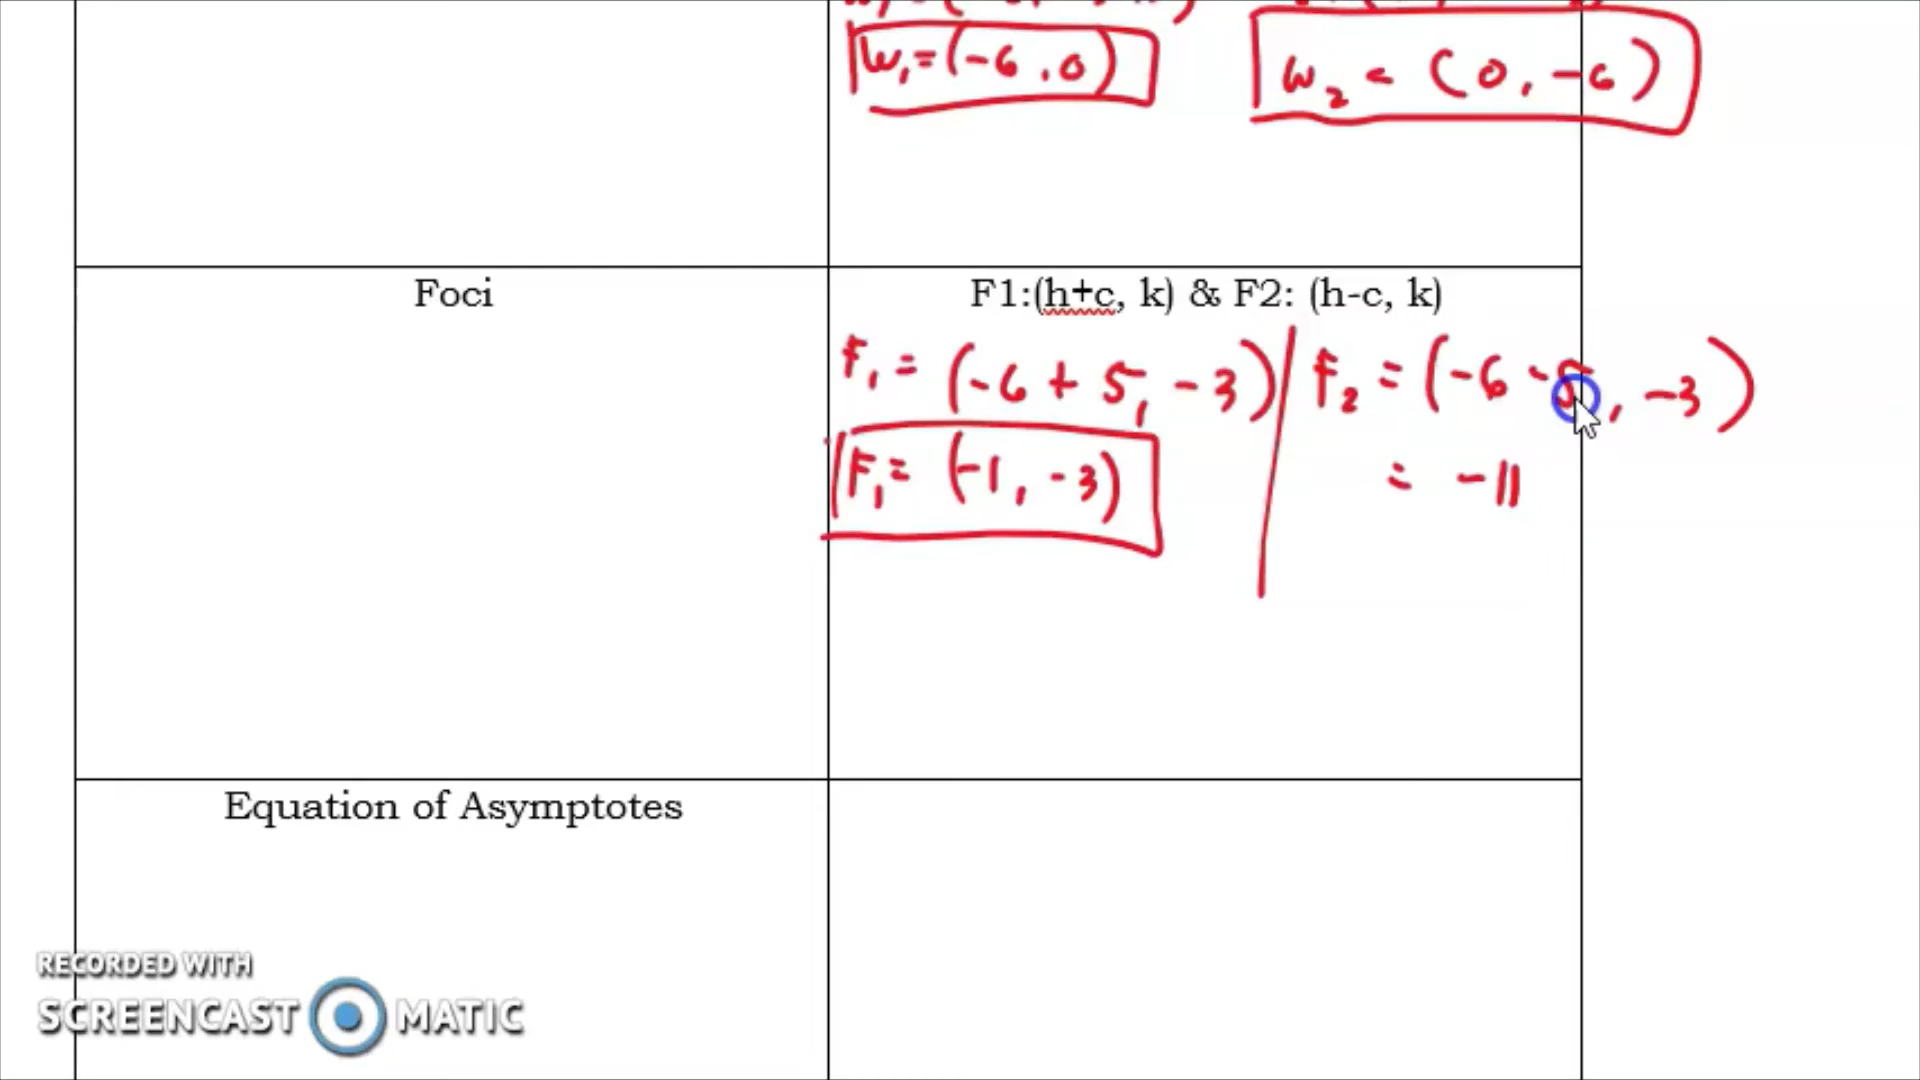 W₁=(-6,0)
W₂ = (0,-6)
Foci
F1:(h+c, k) & F2: (h-c, k)
F₁ = (-6 + 5, -3)
F₂ = (-6 -5, -3)
F₁= (-1, -3)
= -11
Equation of Asymptotes
RECORDED WITH
SCREENCAST MATIC